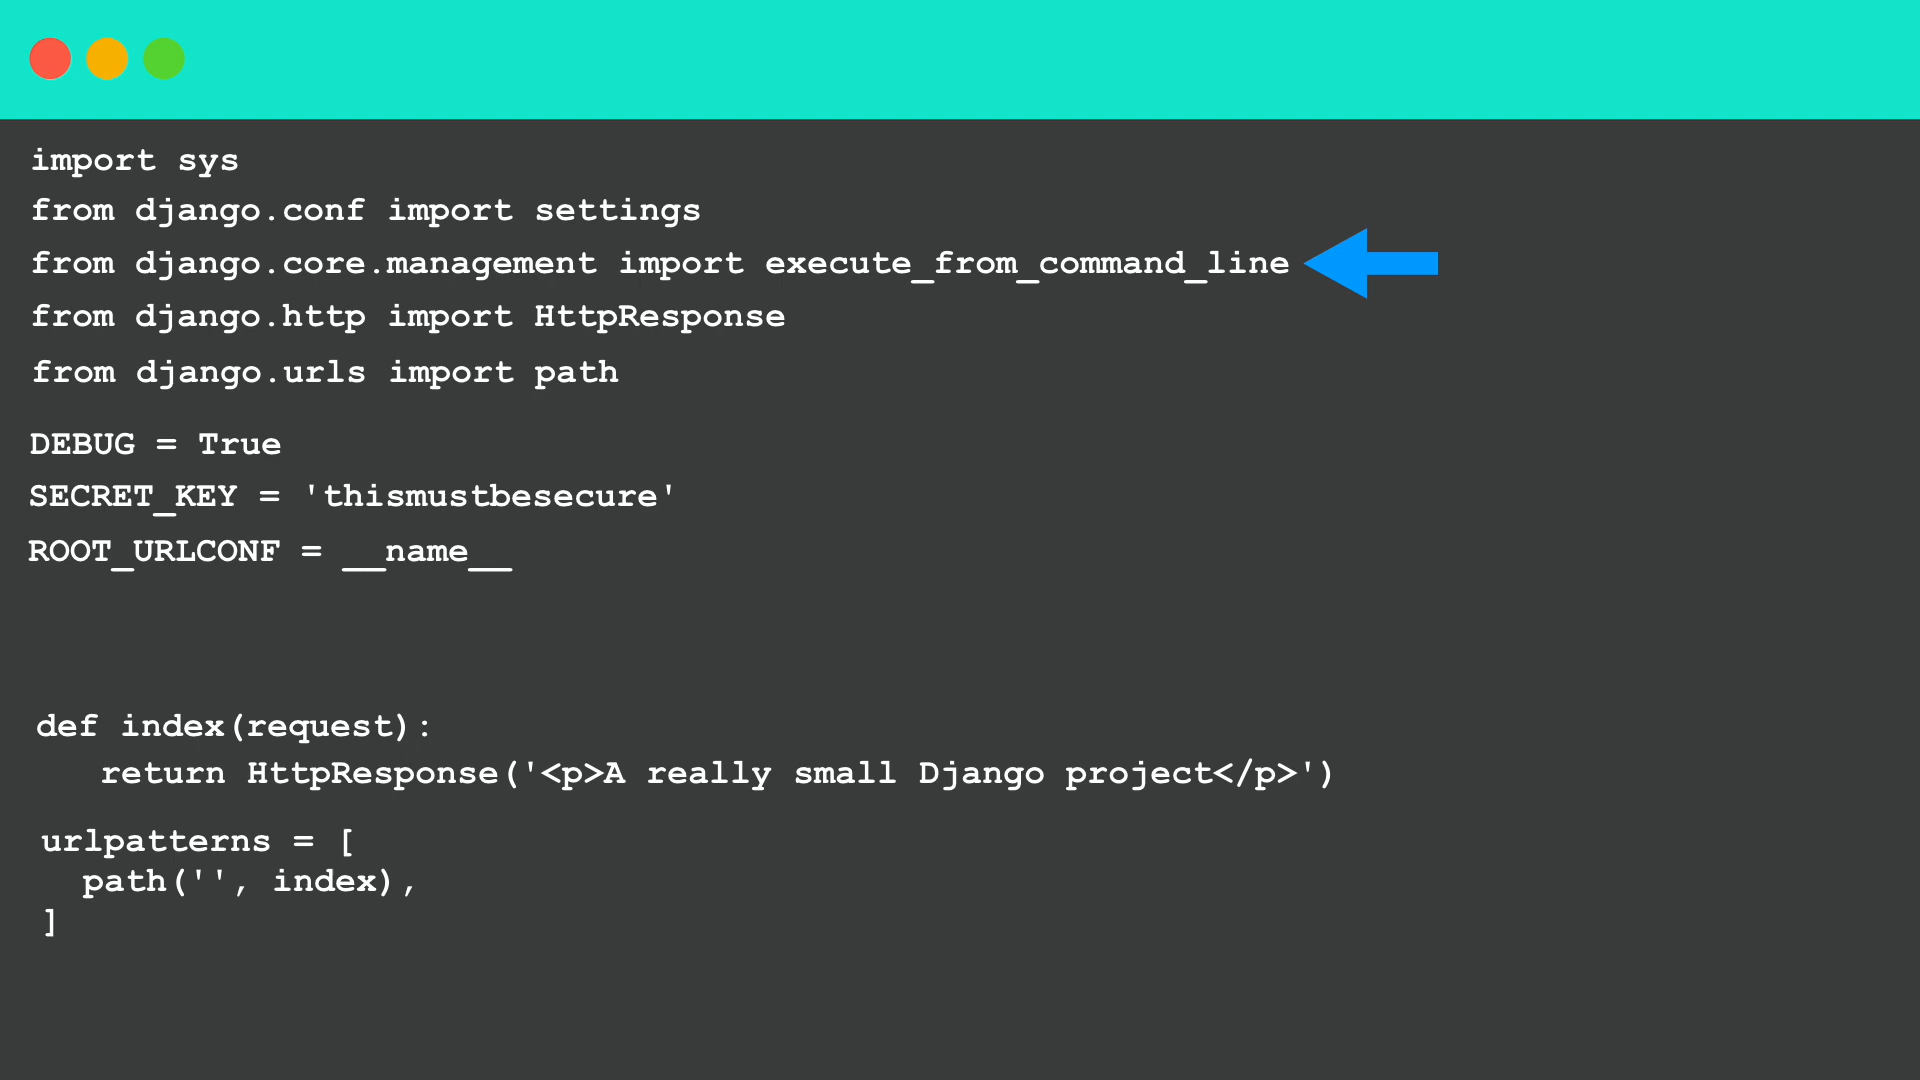 import sys
from django.conf import settings
from django.core.management import execute_from_command_line
from django.http import HttpResponse
from django.urls import path
DEBUG = True
SECRET_KEY = 'thismustbesecure'
ROOT_URLCONF = __name__
def index(request):
    return HttpResponse('<p>A really small Django project</p>')
urlpatterns = [
  path('', index),
]